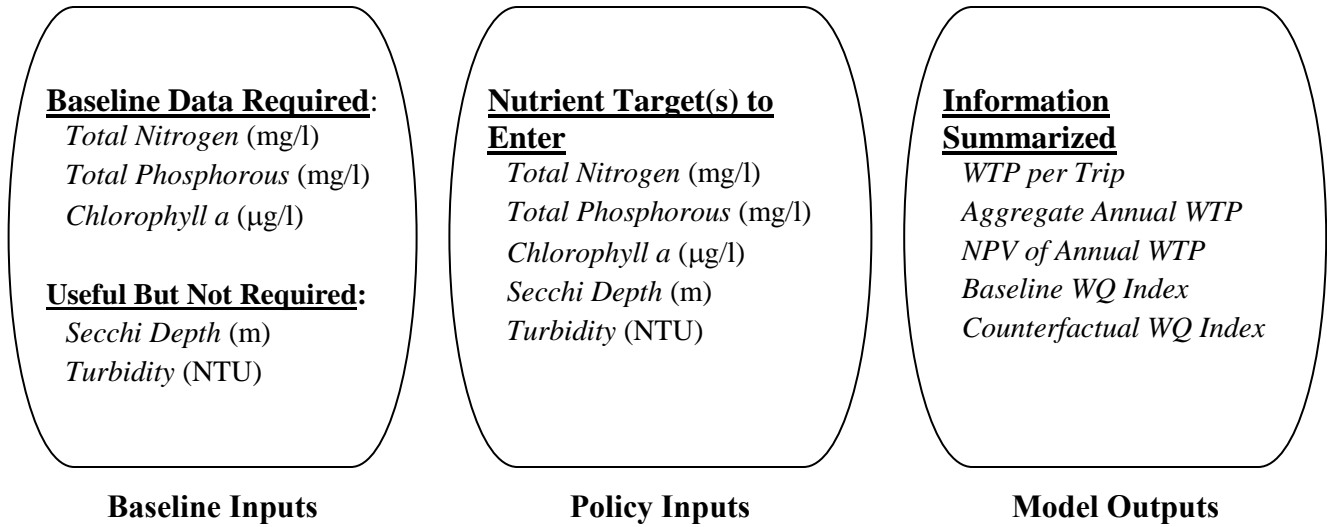 Baseline Data Required:
Total Nitrogen (mg/l)
Total Phosphorous (mg/l)
Chlorophyll a (μg/l)
Useful But Not Required:
Secchi Depth (m)
Turbidity (NTU)
Baseline Inputs
Nutrient Target(s) to
Enter
Total Nitrogen (mg/l)
Total Phosphorous (mg/l)
Chlorophyll a (μg/l)
Secchi Depth (m)
Turbidity (NTU)
Policy Inputs
Information
Summarized
WTP per Trip
Aggregate Annual WTP
NPV of Annual WTP
Baseline WQ Index
Counterfactual WQ Index
Model Outputs